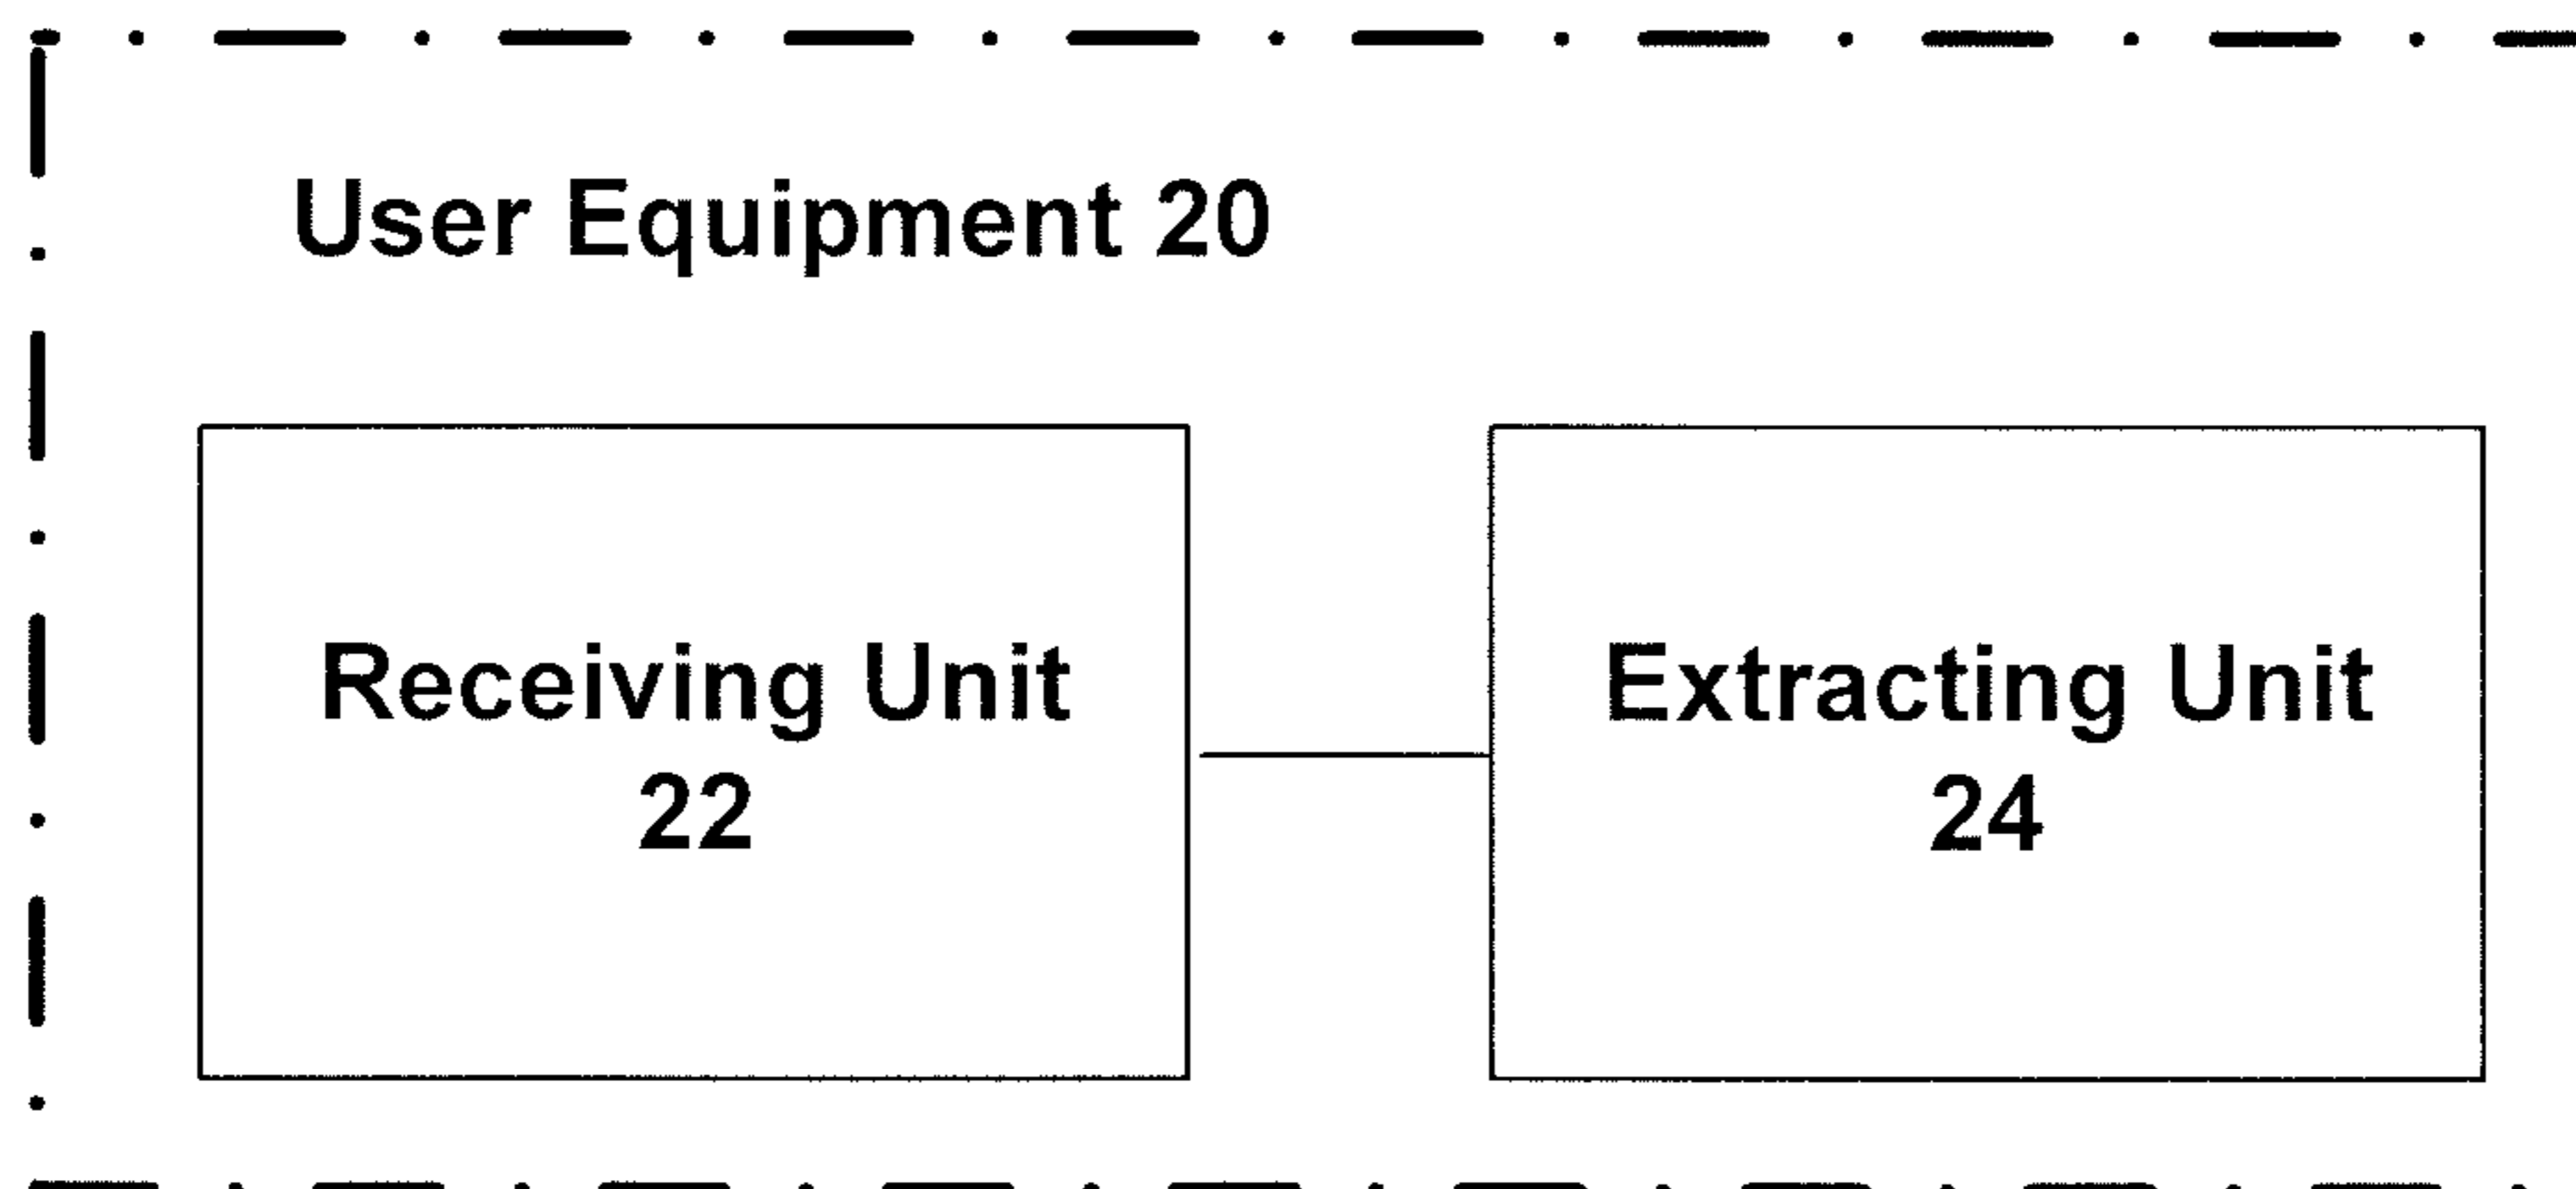 User Equipment 20
Receiving Unit
22
Extracting Unit
24